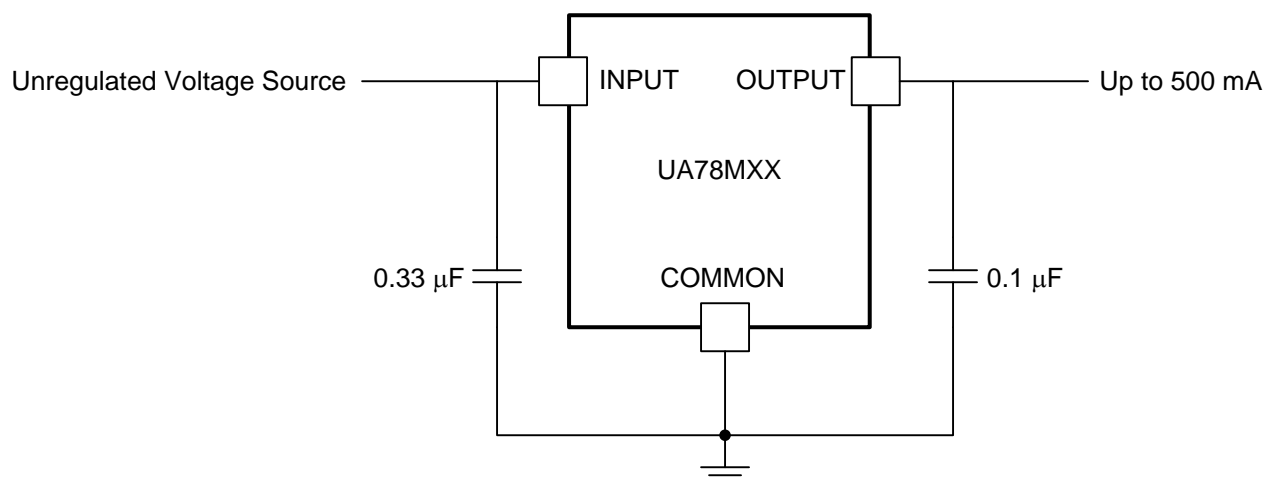 Unregulated Voltage Source
INPUT
OUTPUT
Up to 500 mA
UA78MXX
0.33 μF
COMMON
0.1 μF